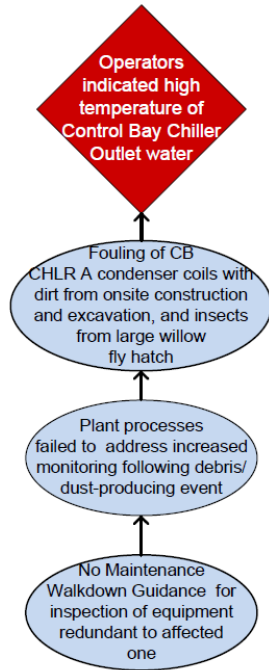 Operators
indicated high
temperature of
Control Bay Chiller
Outlet water
Fouling of CB
CHLR A condenser coils with
dirt from onsite construction
and excavation, and insects
from large willow
fly hatch
Plant processes
failed to address increased
monitoring following debris/
dust-producing event
No Maintenance
Walkdown Guidance for
inspection of equipment
redundant to affected
one